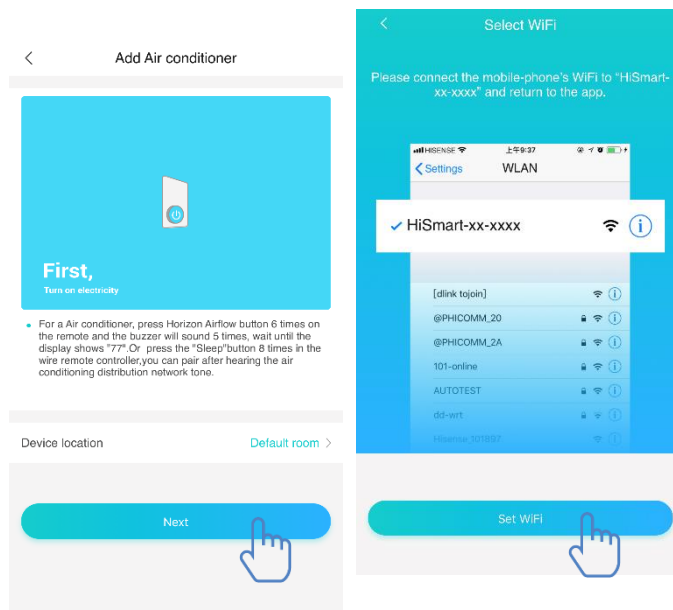 Add Air conditioner
First,
Turn on electricity
For a Air conditioner, press Horizon Airflow button 6 times on
the remote and the buzzer will sound 5 times, wait until the
display shows "77".Or press the "Sleep"button 8 times in the
wire remote controller,you can pair after hearing the air
conditioning distribution network tone.
Device location Default room
Next
Select WiFi
Please connect the mobile-phone's WiFi to "HiSmart-
xx-xxxx" and return to the app.
HISENSE 上午9:37
Settings WLAN
HiSmart-xx-xxxx
[dlink tojoin]
@PHICOMM_20
@PHICOMM_2A
101-online
AUTOTEST
dd-wrt
Hisense_101897
Set WiFi